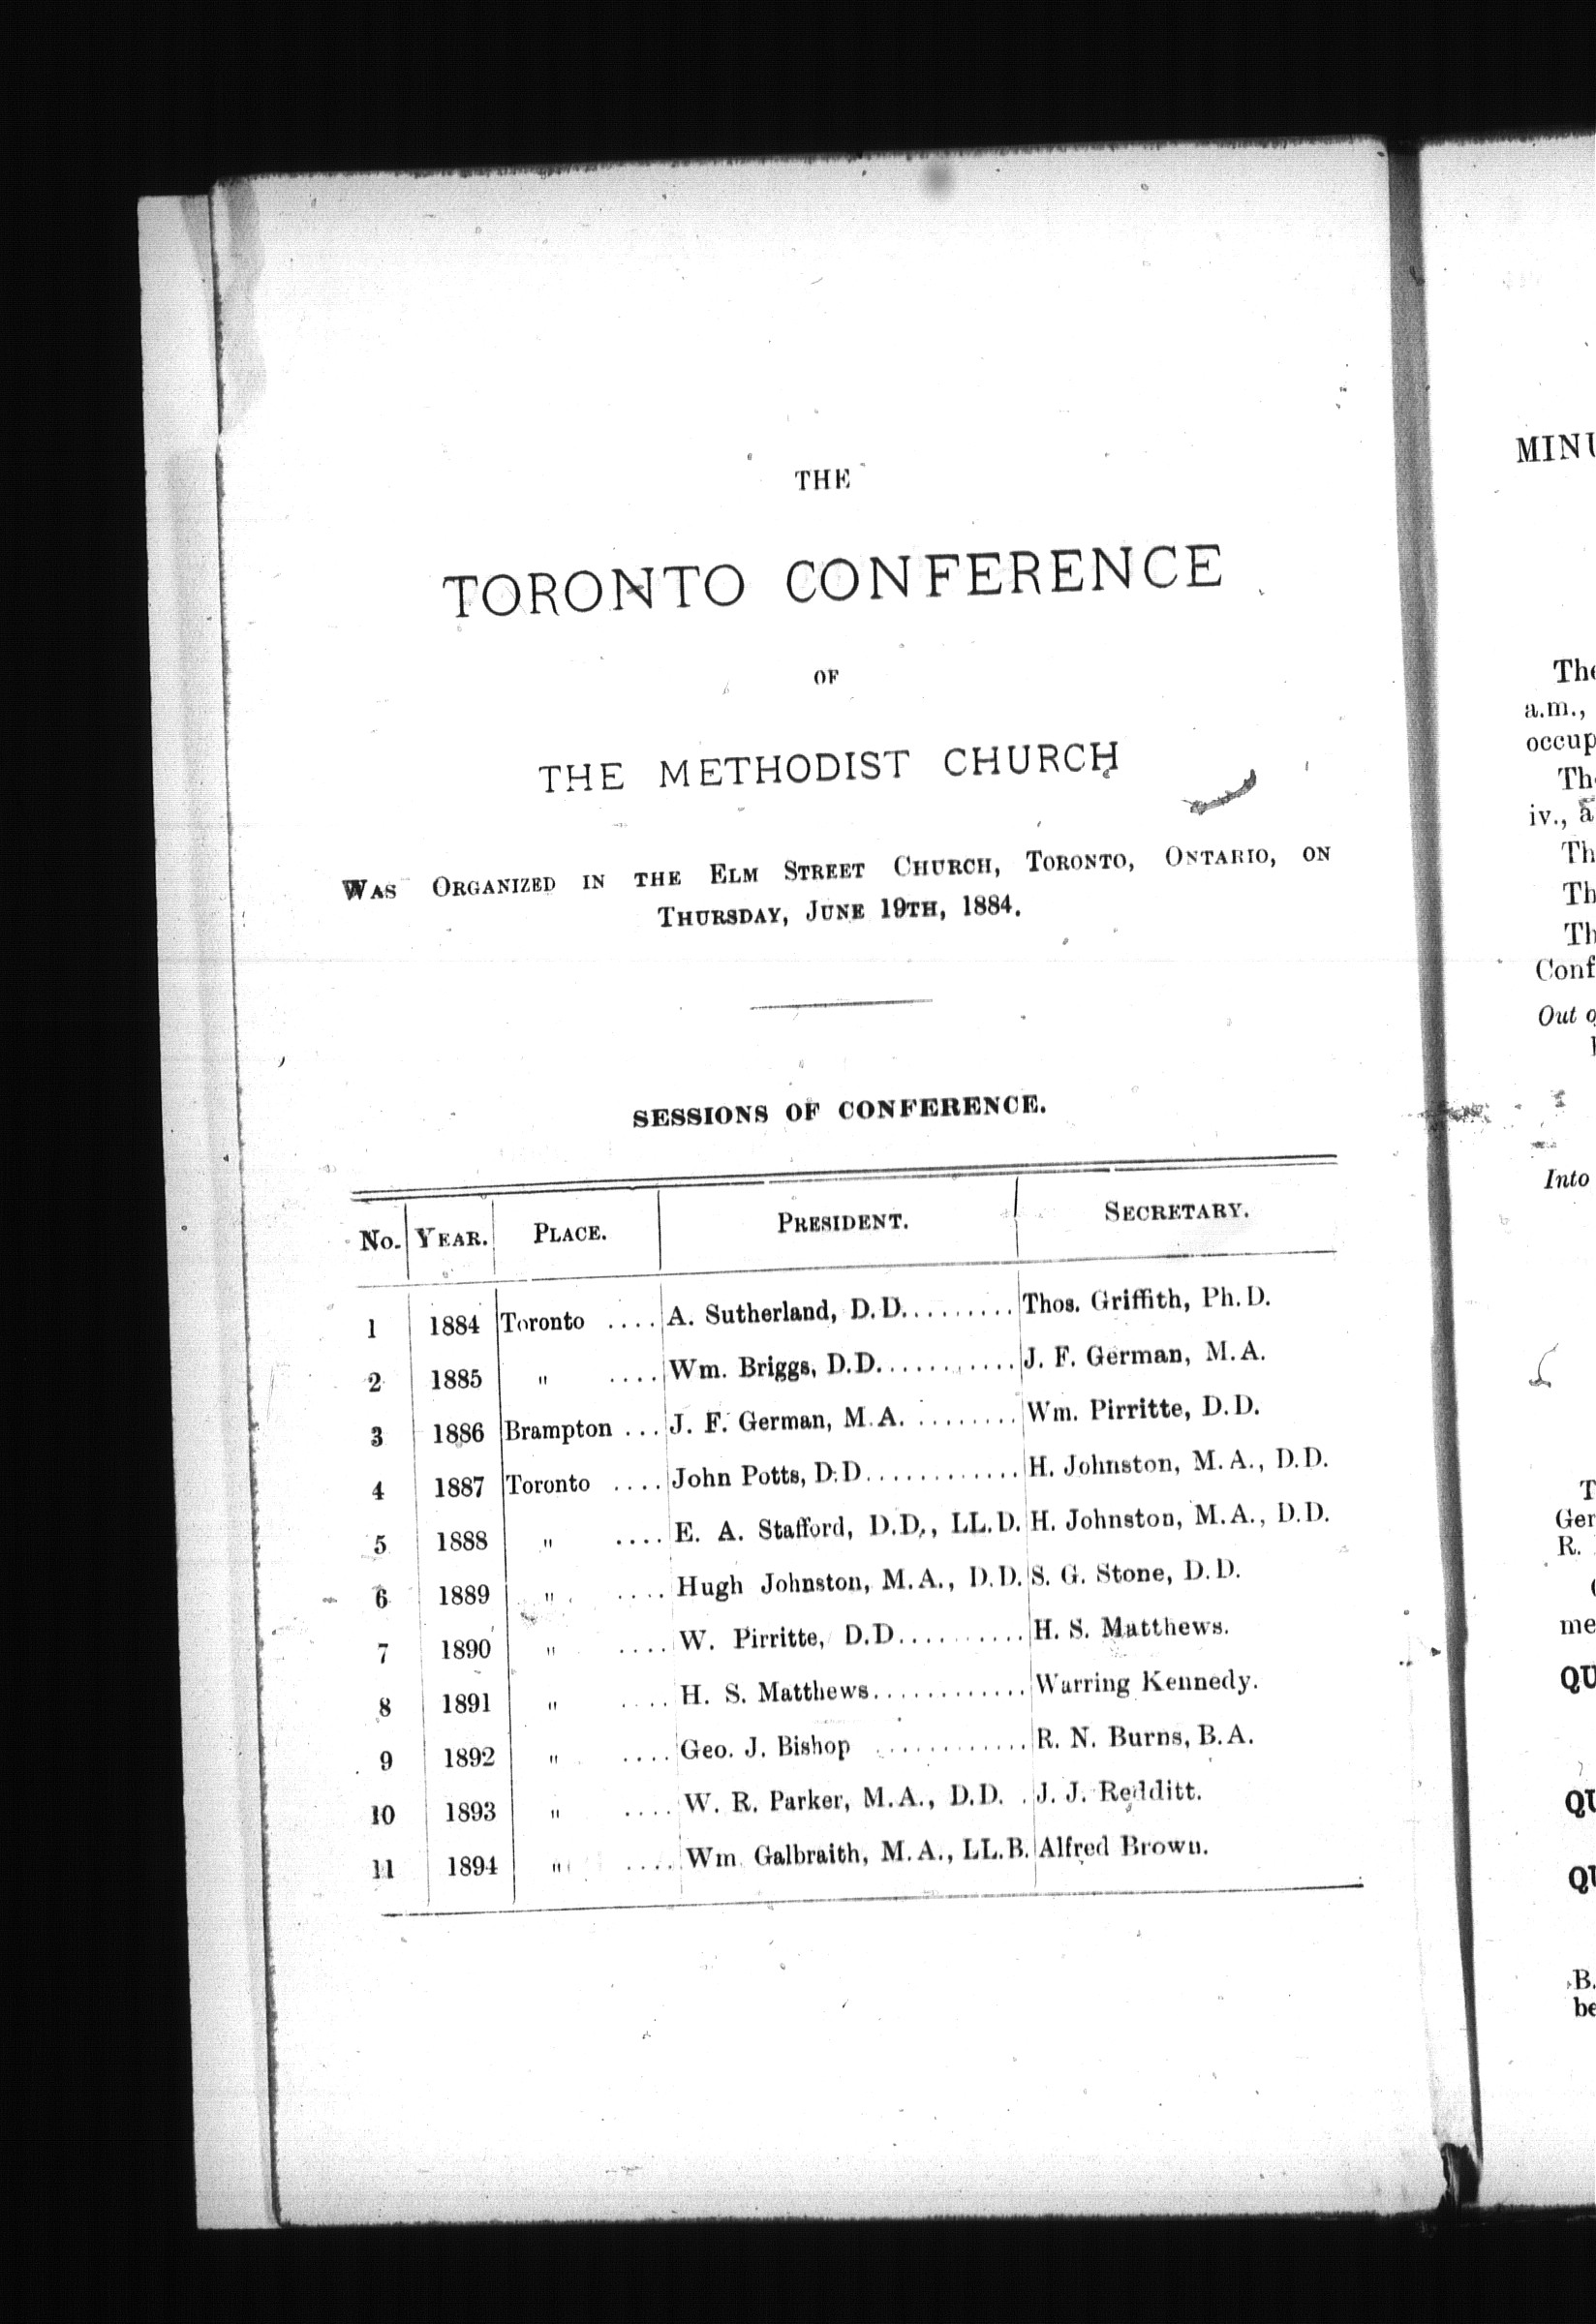 THE
TORONTO CONFERENCE
OF
THE METHODIST CHURCH
WAS ORGANIZED IN THE ELM STREET CHURCH, TORONTO, ONTARIO, ON
THURSDAY, JUNE 19TH, 1884.
SESSIONS OF CONFERENCE.
No. YEAR. PLACE. PRESIDENT. SECRETARY.
1 1884 Toronto .... A. Sutherland, D.D......... Thos. Griffith, Ph.D.
2 1885 " .... Wm. Briggs, D.D........... J. F. German, M.A.
3 1886 Brampton ... J. F. German, M.A. ........ Wm. Pirritte, D.D.
4 1887 Toronto .... John Potts, D.D............ H. Johnston, M.A., D.D.
5 1888 " .... E. A. Stafford, D.D., LL.D. H. Johnston, M.A., D.D.
6 1889 " .... Hugh Johnston, M.A., D.D. S. G. Stone, D.D.
7 1890 " .... W. Pirritte, D.D.......... H. S. Matthews.
8 1891 " .... H. S. Matthews............ Warring Kennedy.
9 1892 " .... Geo. J. Bishop ............ R. N. Burns, B.A.
10 1893 " .... W. R. Parker, M.A., D.D. . J. J. Redditt.
11 1894 " .... Wm Galbraith, M.A., LL.B. Alfred Brown.
MINU
The
a.m.,
occup
Th
iv., a
Th
Th
Th
Conf
Out o
Into
T
Ger
R.
me
QU
QU
QU
B.
be